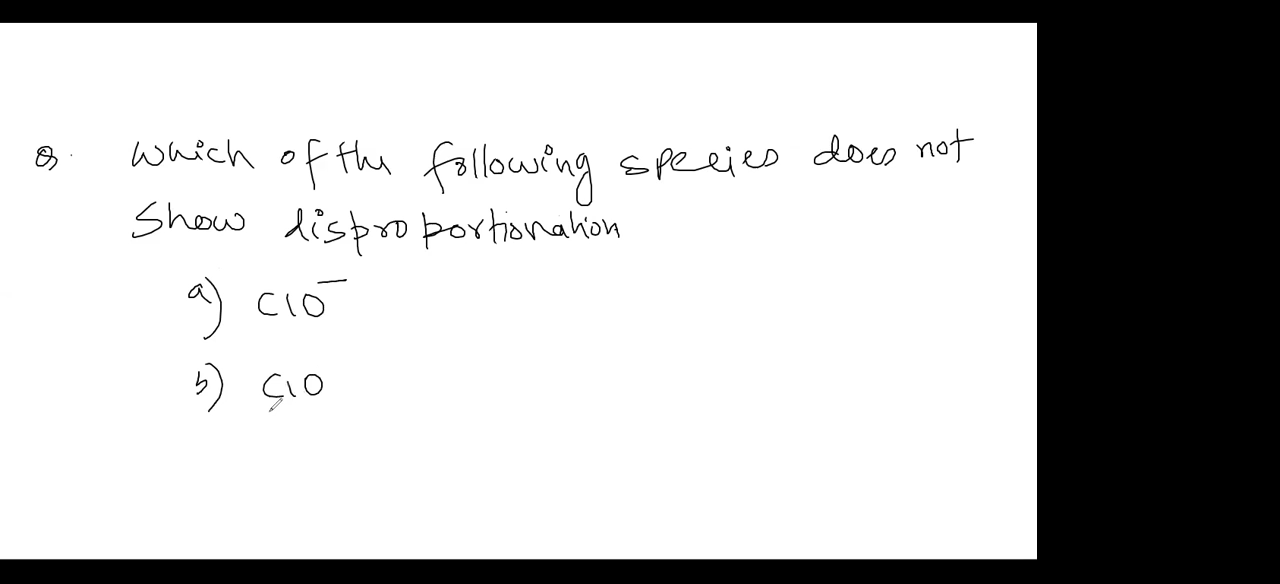 Q. Which of the following species does not
Show disproportionation
a) ClO⁻
b) ClO